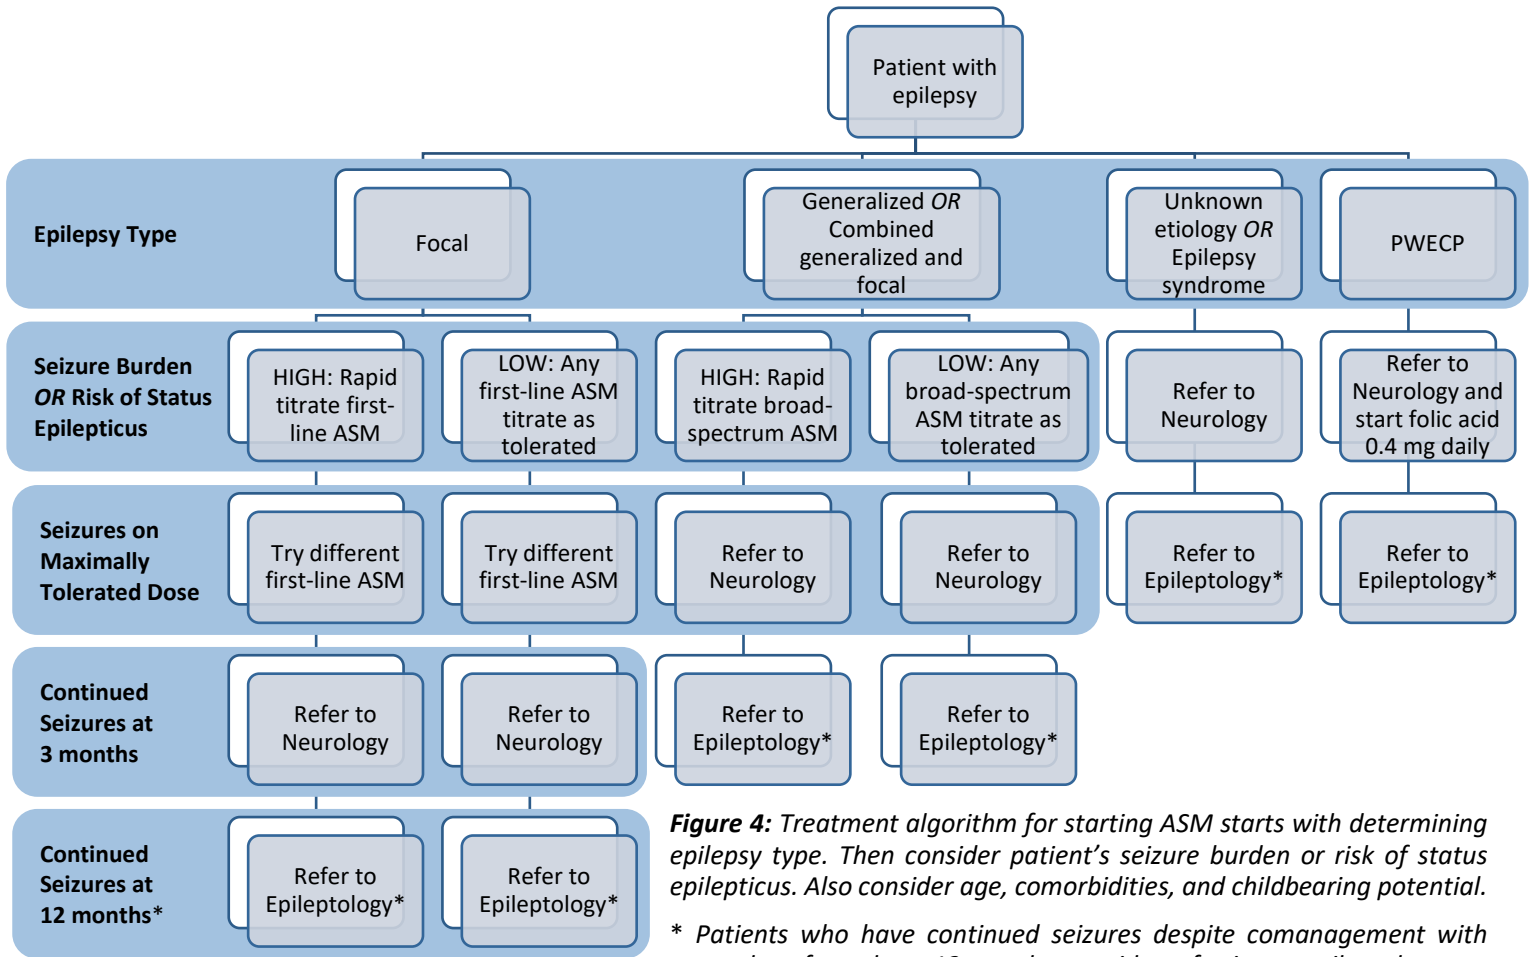 Patient with
epilepsy
Epilepsy Type
Focal
Generalized OR
Combined
generalized and
focal
Unknown
etiology OR
Epilepsy
syndrome
PWECP
Seizure Burden
OR Risk of Status
Epilepticus
HIGH: Rapid
titrate first-
line ASM
LOW: Any
first-line ASM
titrate as
tolerated
HIGH: Rapid
titrate broad-
spectrum ASM
LOW: Any
broad-spectrum
ASM titrate as
tolerated
Refer to
Neurology
Refer to
Neurology and
start folic acid
0.4 mg daily
Seizures on
Maximally
Tolerated Dose
Try different
first-line ASM
Try different
first-line ASM
Refer to
Neurology
Refer to
Neurology
Refer to
Epileptology*
Refer to
Epileptology*
Continued
Seizures at
3 months
Refer to
Neurology
Refer to
Neurology
Refer to
Epileptology*
Refer to
Epileptology*
Continued
Seizures at
12 months*
Refer to
Epileptology*
Refer to
Epileptology*
Figure 4: Treatment algorithm for starting ASM starts with determining
epilepsy type. Then consider patient's seizure burden or risk of status
epilepticus. Also consider age, comorbidities, and childbearing potential.
* Patients who have continued seizures despite comanagement with